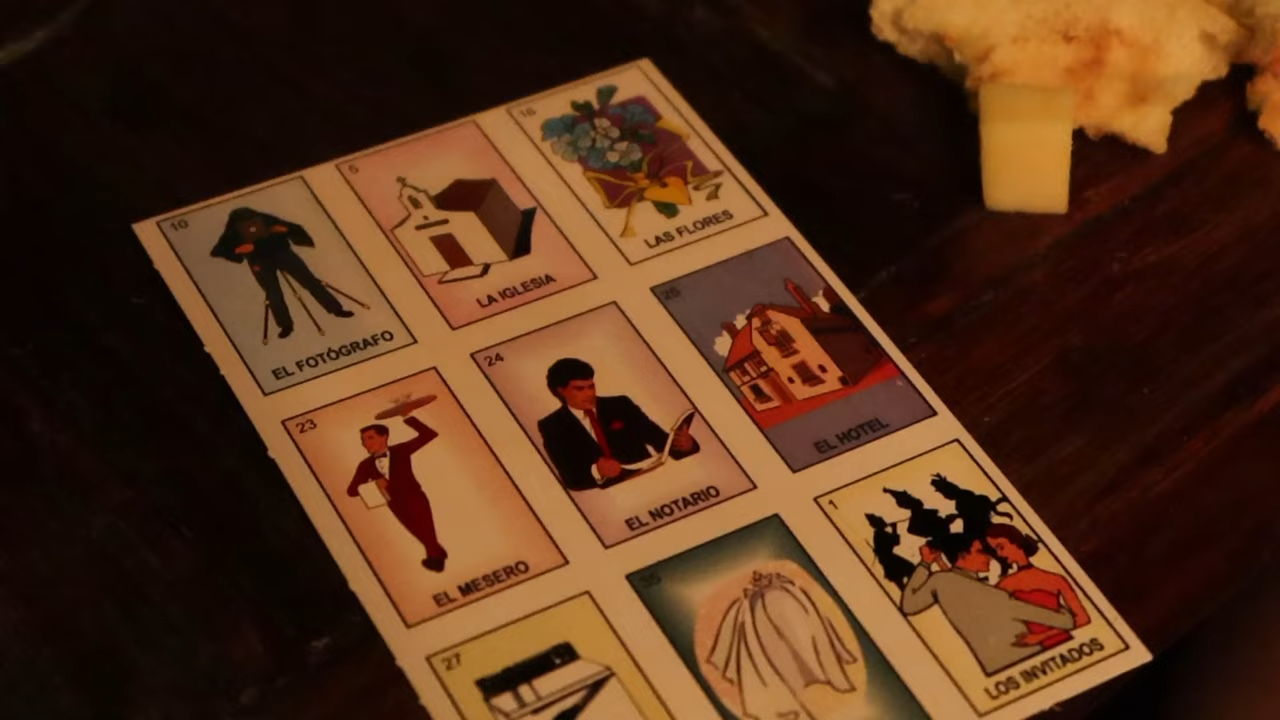 10
EL FOTÓGRAFO
5
LA IGLESIA
16
LAS FLORES
23
EL MESERO
24
EL NOTARIO
25
EL HOTEL
27
35
1
LOS INVITADOS